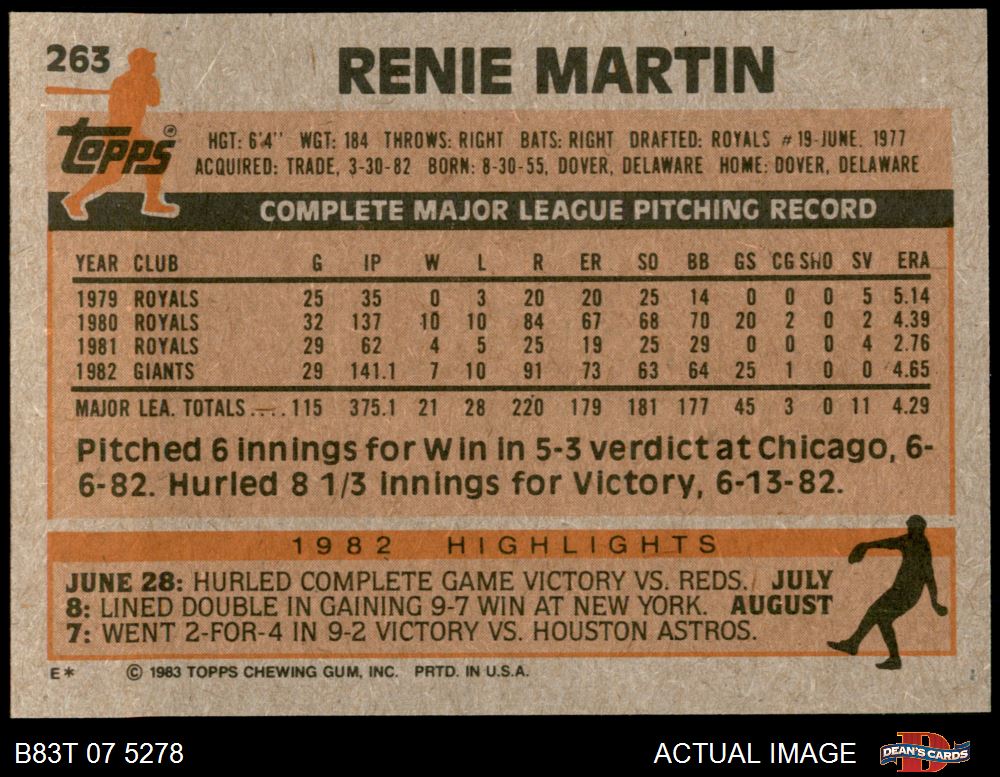 263
RENIE MARTIN
Topps®
HGT: 6'4" WGT: 184 THROWS: RIGHT BATS: RIGHT DRAFTED: ROYALS #19-JUNE, 1977
ACQUIRED: TRADE, 3-30-82 BORN: 8-30-55, DOVER, DELAWARE HOME: DOVER, DELAWARE
COMPLETE MAJOR LEAGUE PITCHING RECORD
YEAR CLUB G IP W L R ER SO BB GS CG SHO SV ERA
1979 ROYALS 25 35 0 3 20 20 25 14 0 0 0 5 5.14
1980 ROYALS 32 137 10 10 84 67 68 70 20 2 0 2 4.39
1981 ROYALS 29 62 4 5 25 19 25 29 0 0 0 4 2.76
1982 GIANTS 29 141.1 7 10 91 73 63 64 25 1 0 0 4.65
MAJOR LEA. TOTALS.....115 375.1 21 28 220 179 181 177 45 3 0 11 4.29
Pitched 6 innings for Win in 5-3 verdict at Chicago, 6-
6-82. Hurled 8 1/3 innings for Victory, 6-13-82.
1982 HIGHLIGHTS
JUNE 28: HURLED COMPLETE GAME VICTORY VS. REDS. JULY
8: LINED DOUBLE IN GAINING 9-7 WIN AT NEW YORK. AUGUST
7: WENT 2-FOR-4 IN 9-2 VICTORY VS. HOUSTON ASTROS.
E* © 1983 TOPPS CHEWING GUM, INC. PRTD. IN U.S.A.
B83T 07 5278 ACTUAL IMAGE DEAN'S CARDS